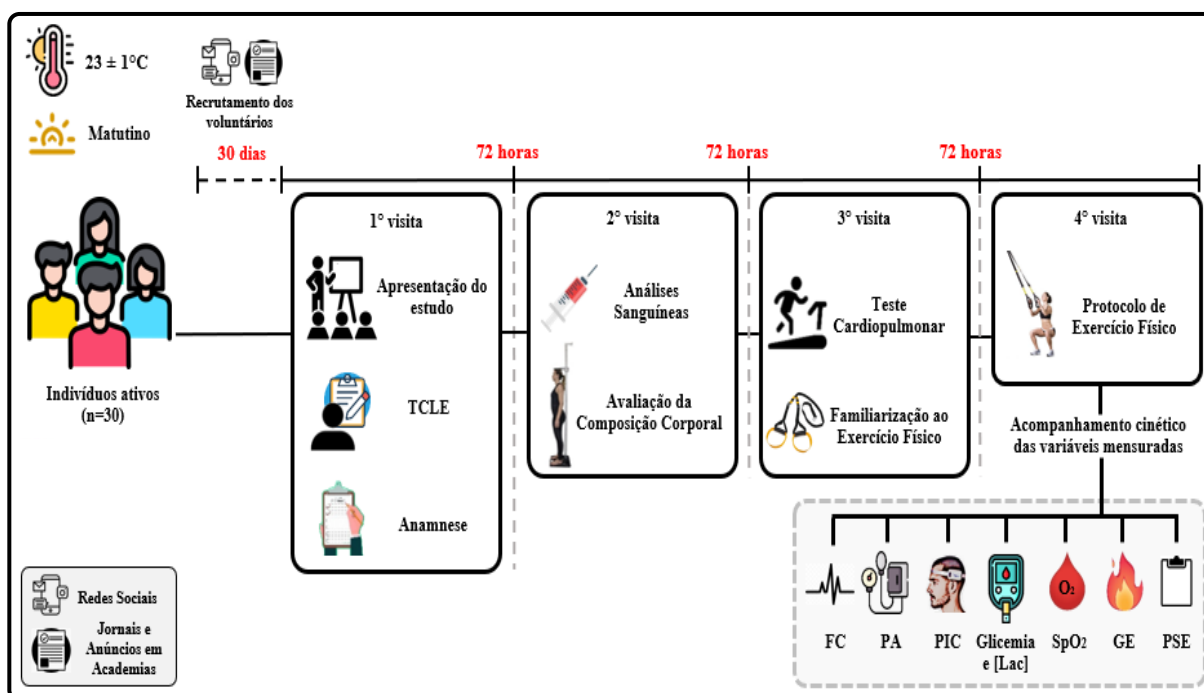 23 ± 1°C
Matutino
Recrutamento dos
voluntários
30 dias
72 horas
72 horas
72 horas
Indivíduos ativos
(n=30)
1° visita
Apresentação do
estudo
TCLE
Anamnese
2° visita
Análises
Sanguíneas
Avaliação da
Composição Corporal
3° visita
Teste
Cardiopulmonar
Familiarização ao
Exercício Físico
4° visita
Protocolo de
Exercício Físico
Acompanhamento cinético
das variáveis mensuradas
O2
FC
PA
PIC
Glicemia
e [Lac]
SpO2
GE
PSE
Redes Sociais
Jornais e
Anúncios em
Academias